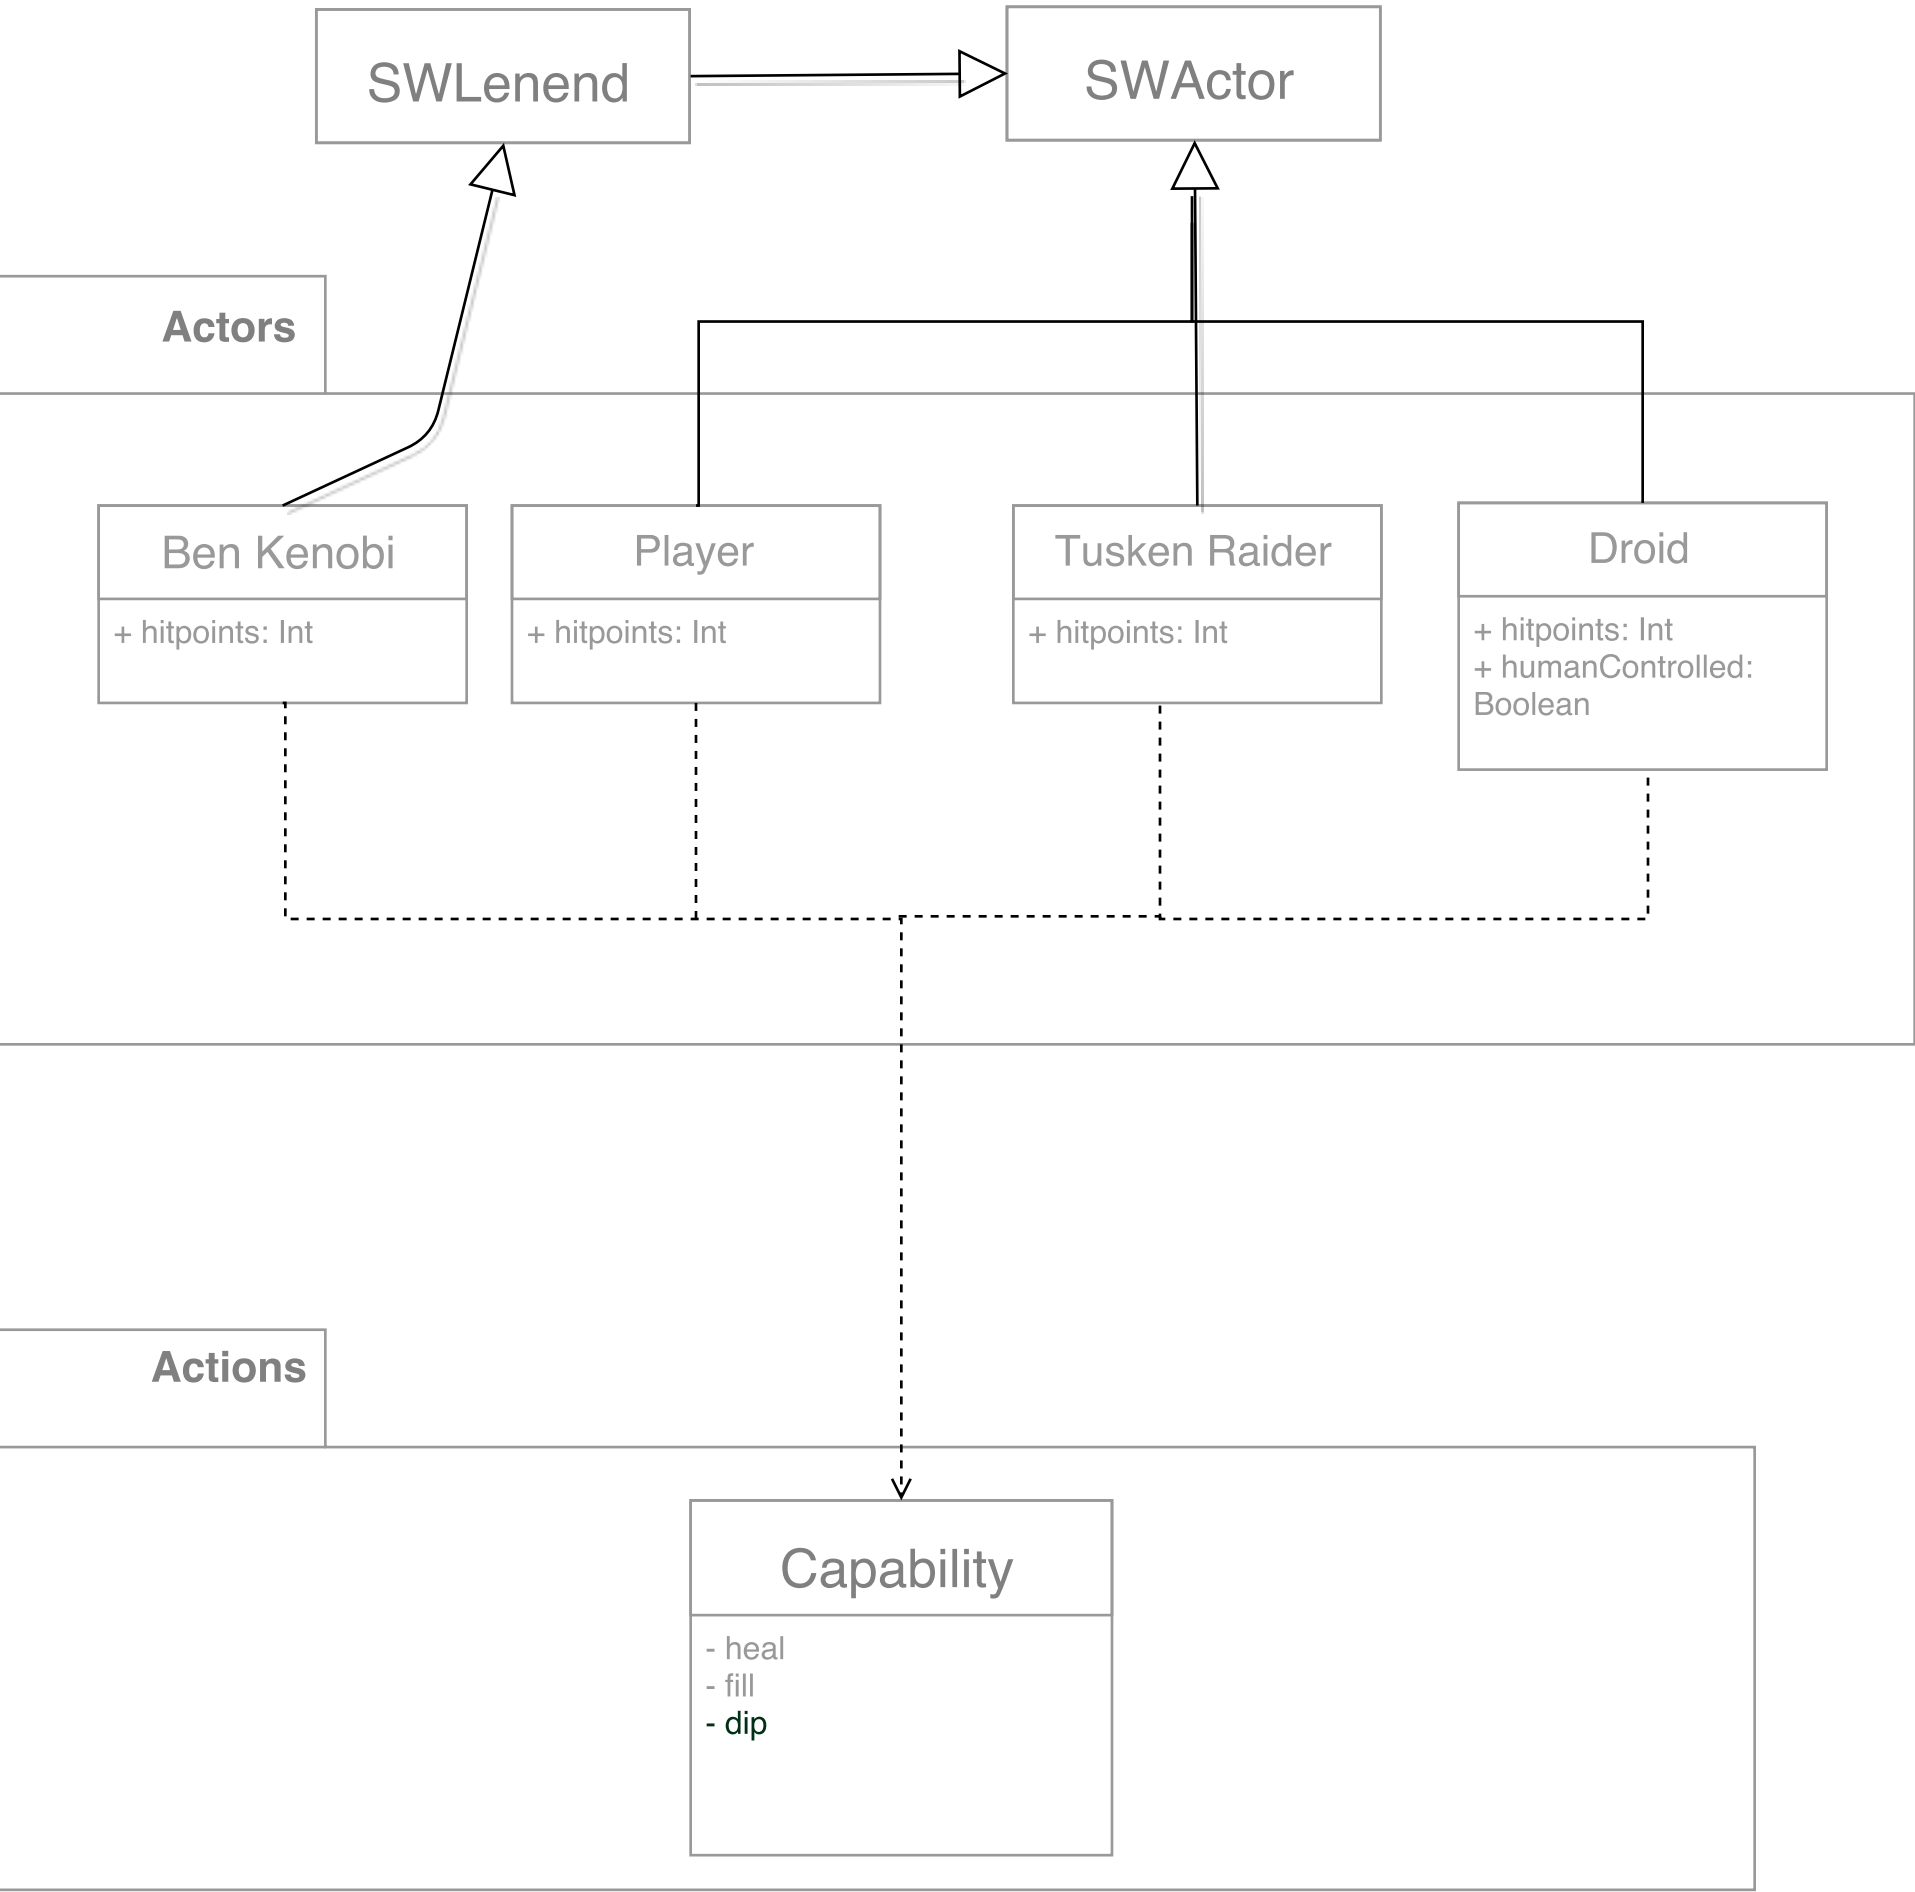 SWLenend
SWActor
Actors
Ben Kenobi
+ hitpoints: Int
Player
+ hitpoints: Int
Tusken Raider
+ hitpoints: Int
Droid
+ hitpoints: Int
+ humanControlled:
Boolean
Actions
Capability
- heal
- fill
- dip